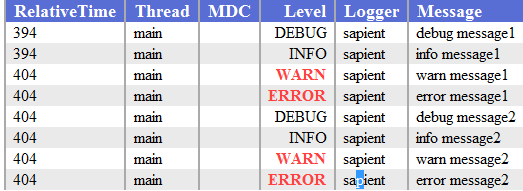 RelativeTime Thread MDC Level Logger Message
394 main DEBUG sapient debug message1
394 main INFO sapient info message1
404 main WARN sapient warn message1
404 main ERROR sapient error message1
404 main DEBUG sapient debug message2
404 main INFO sapient info message2
404 main WARN sapient warn message2
404 main ERROR sapient error message2